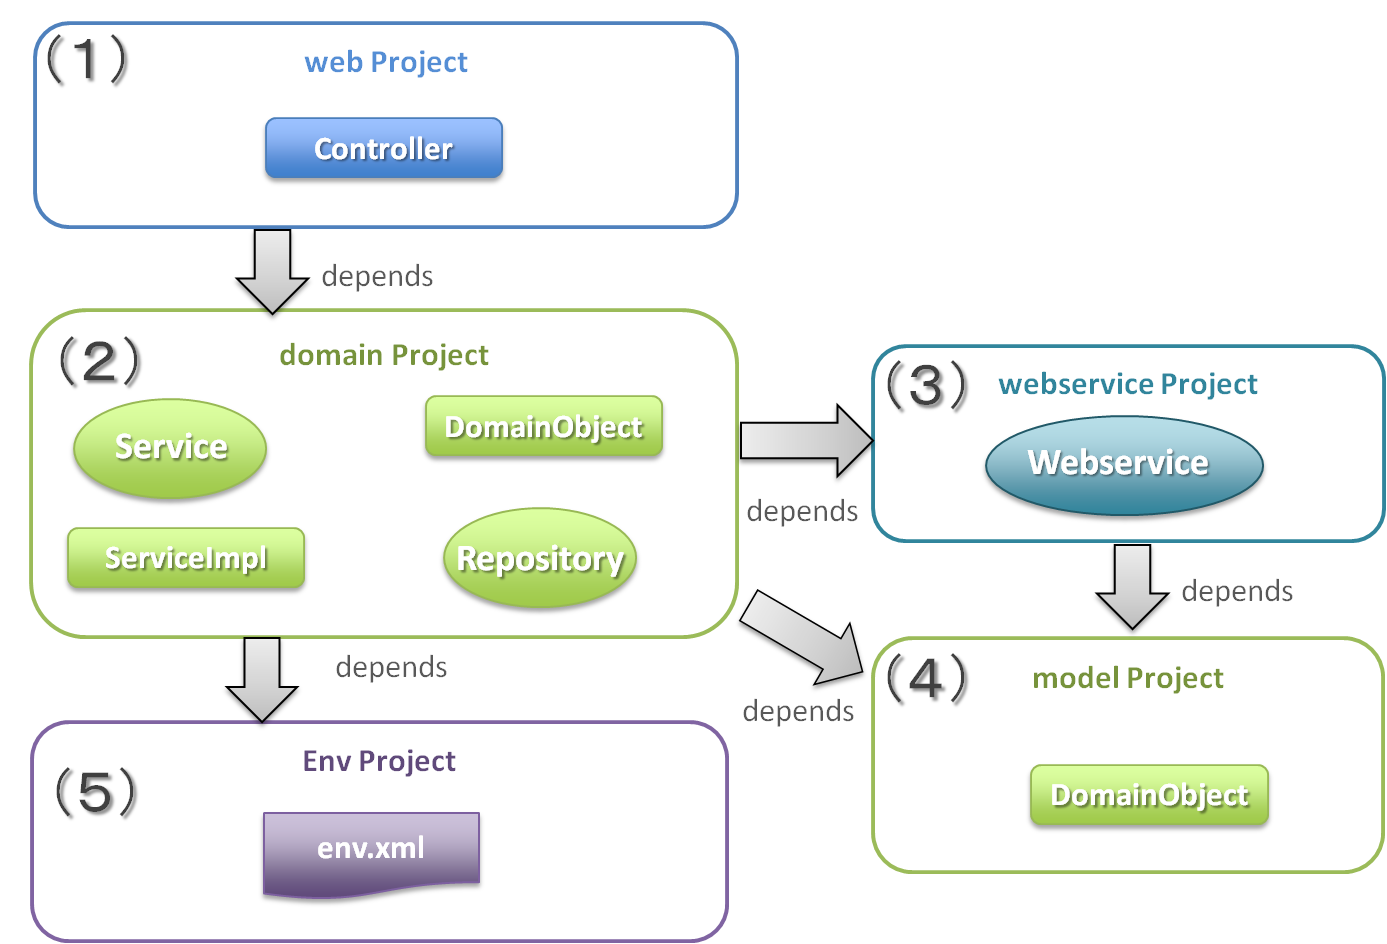 （1）
web Project
Controller
depends
（2）
domain Project
Service
DomainObject
ServiceImpl
Repository
depends
（3）
webservice Project
Webservice
depends
depends
（4）
model Project
DomainObject
depends
（5）
Env Project
env.xml